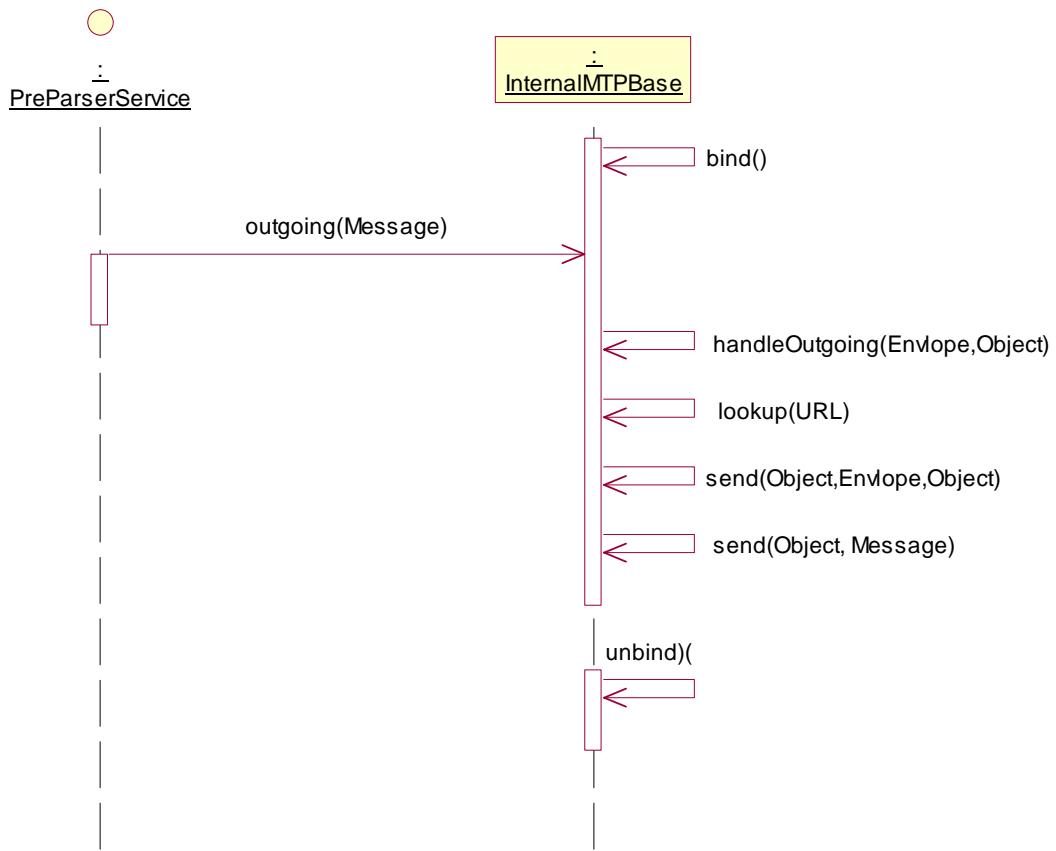 :
PreParserService
:
InternalMTPBase
bind()
outgoing(Message)
handleOutgoing(Envlope,Object)
lookup(URL)
send(Object,Envlope,Object)
send(Object, Message)
unbind)(